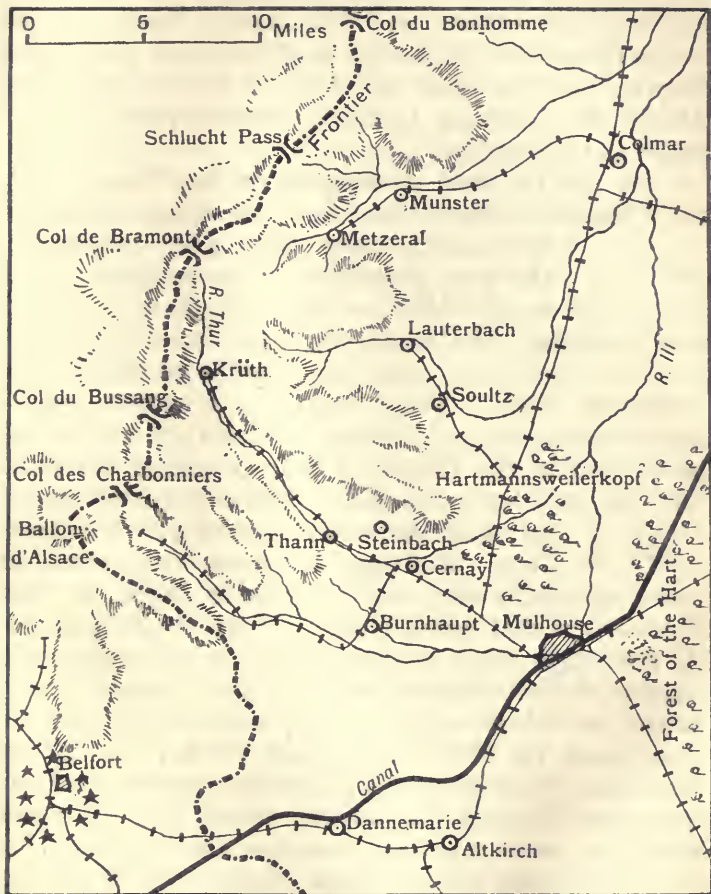 0 5 10
Miles
Col du Bonhomme
Frontier
Schlucht Pass
Colmar
Munster
Metzeral
Col de Bramont
R. Thur
Lauterbach
R. Ill
Krüth
Soultz
Col du Bussang
Col des Charbonniers
Hartmannsweilerkopf
Ballon
d'Alsace
Thann
Steinbach
Cernay
Burnhaupt
Mulhouse
Forest of the Hart
Belfort
Canal
Dannemarie
Altkirch